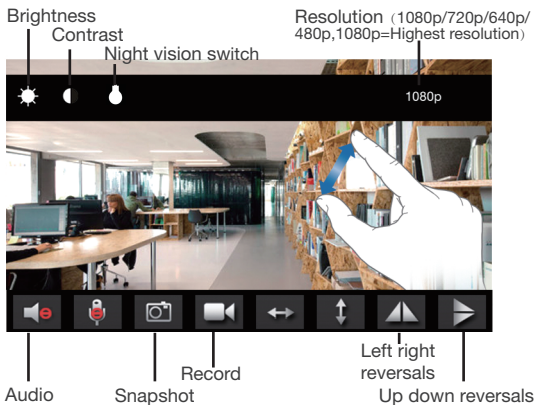 Brightness
Contrast
Night vision switch
Resolution（1080p/720p/640p/
480p,1080p=Highest resolution）
1080p
Audio
Snapshot
Record
Left right
reversals
Up down reversals